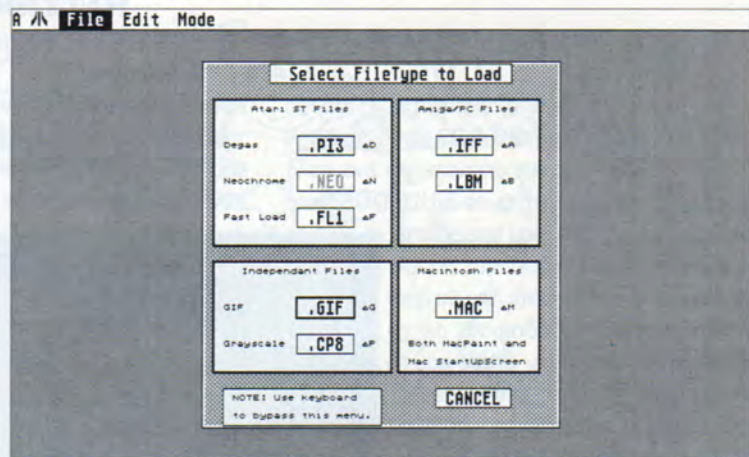 A File Edit Mode
Select FileType to Load
Atari ST Files
Degas .PI3 ▵D
Neochrome .NEO ▵N
Fast Load .FL1 ▵F
Amiga/PC Files
.IFF ▵A
.LBM ▵B
Independant Files
GIF .GIF ▵G
Grayscale .CP8 ▵P
Macintosh Files
.MAC ▵M
Both MacPaint and
Mac StartUpScreen
NOTE: Use Keyboard
to bypass this menu.
CANCEL